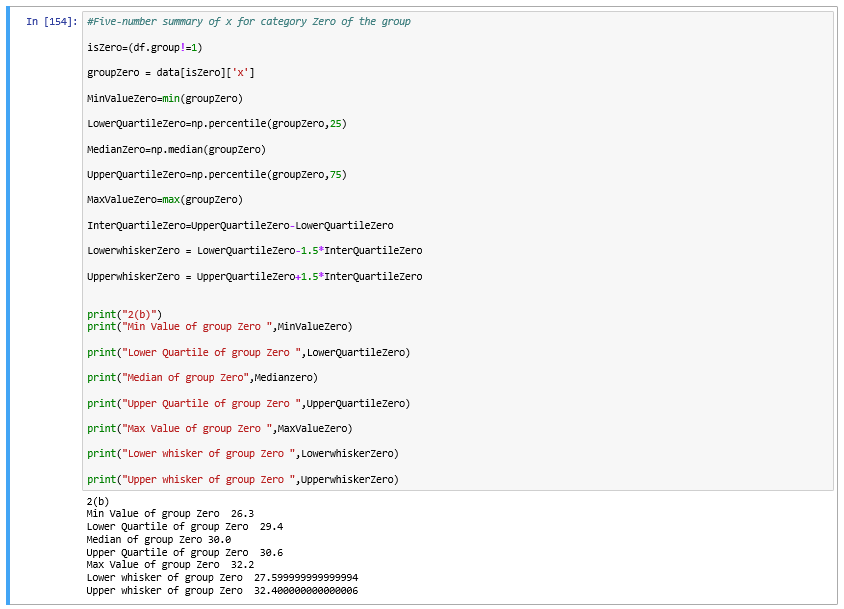 In [154]: #Five-number summary of x for category Zero of the group
isZero=(df.group!=1)
groupZero = data[isZero]['x']
MinValueZero=min(groupZero)
LowerQuartileZero=np.percentile(groupZero,25)
MedianZero=np.median(groupZero)
UpperQuartileZero=np.percentile(groupZero,75)
MaxValueZero=max(groupZero)
InterQuartileZero=UpperQuartileZero-LowerQuartileZero
LowerwhiskerZero = LowerQuartileZero-1.5*InterQuartileZero
UpperwhiskerZero = UpperQuartileZero+1.5*InterQuartileZero
print("2(b)")
print("Min Value of group Zero ",MinValueZero)
print("Lower Quartile of group Zero ",LowerQuartileZero)
print("Median of group Zero",Medianzero)
print("Upper Quartile of group Zero ",UpperQuartileZero)
print("Max Value of group Zero ",MaxValueZero)
print("Lower whisker of group Zero ",LowerwhiskerZero)
print("Upper whisker of group Zero ",UpperwhiskerZero)
2(b)
Min Value of group Zero  26.3
Lower Quartile of group Zero  29.4
Median of group Zero 30.0
Upper Quartile of group Zero  30.6
Max Value of group Zero  32.2
Lower whisker of group Zero  27.599999999999994
Upper whisker of group Zero  32.400000000000006